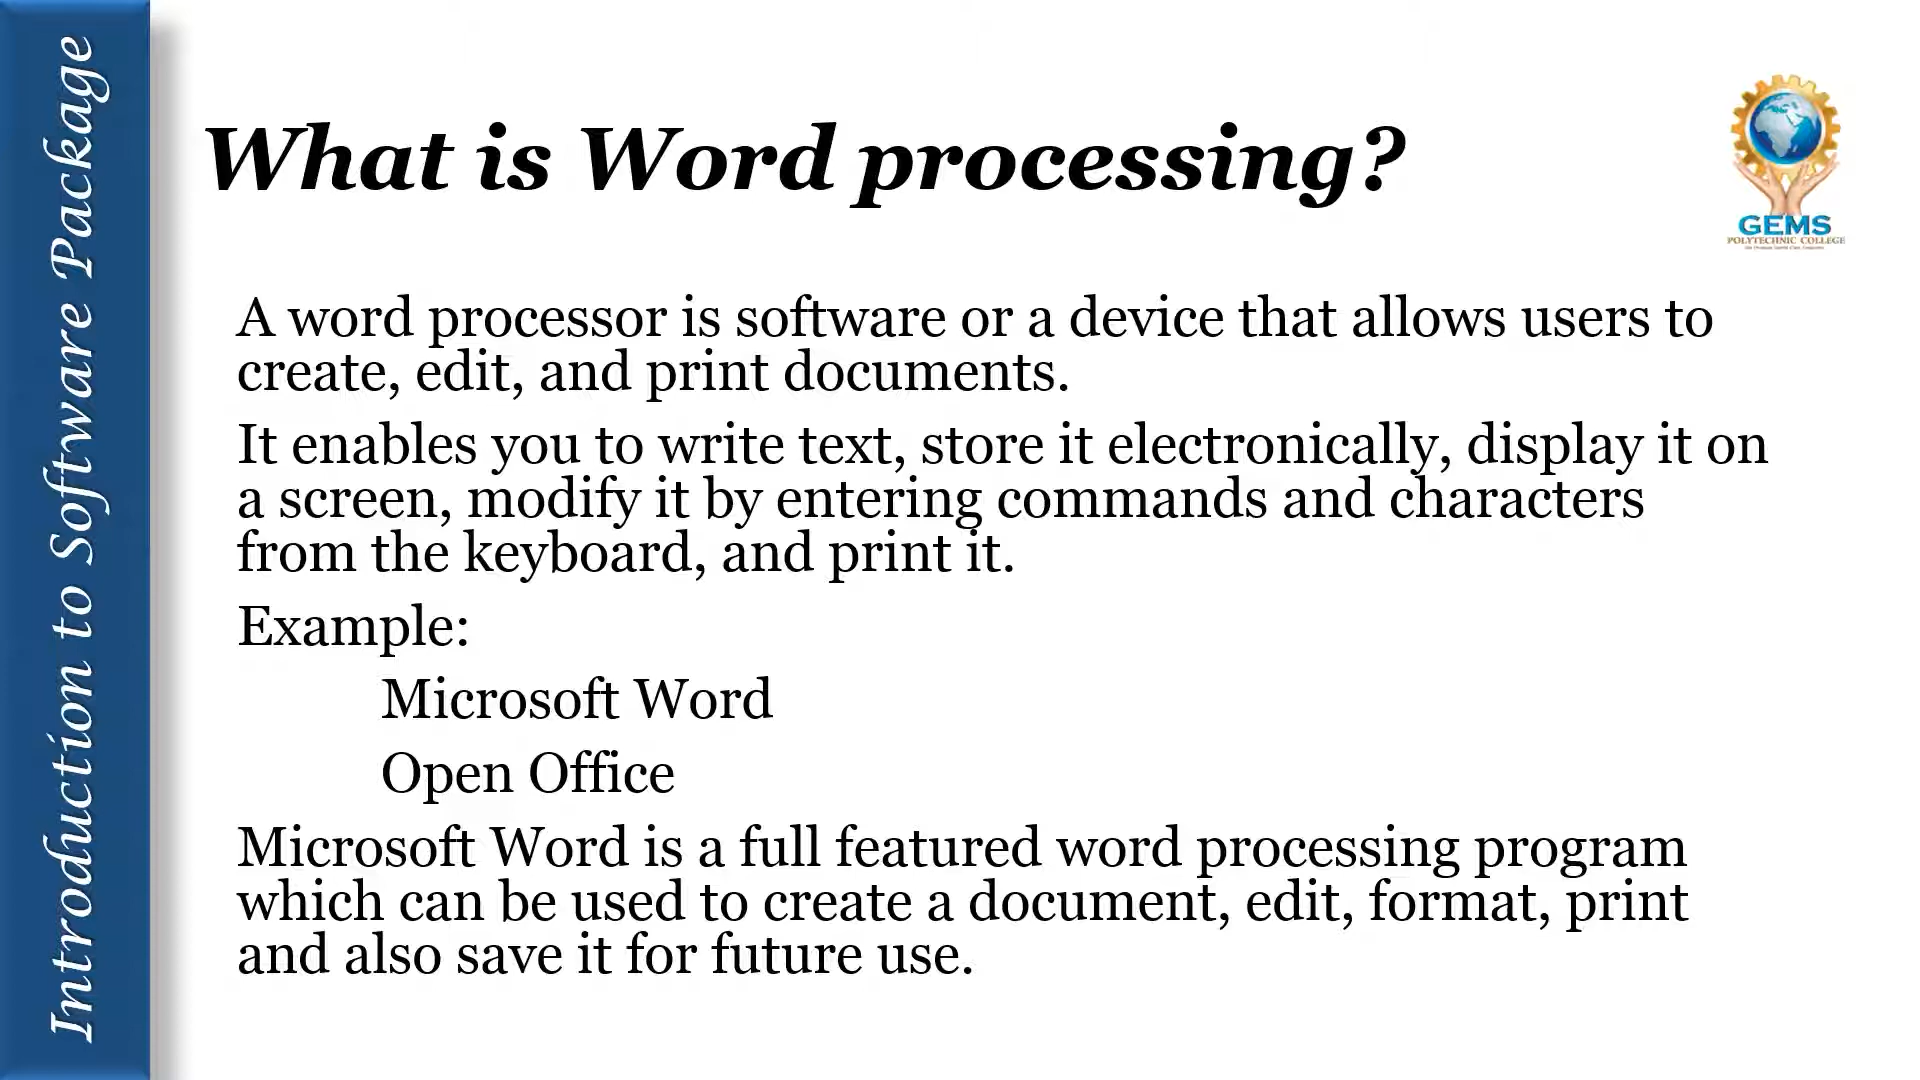 Introduction to Software Package
What is Word processing?
GEMS
POLYTECHNIC COLLEGE
A word processor is software or a device that allows users to
create, edit, and print documents.
It enables you to write text, store it electronically, display it on
a screen, modify it by entering commands and characters
from the keyboard, and print it.
Example:
Microsoft Word
Open Office
Microsoft Word is a full featured word processing program
which can be used to create a document, edit, format, print
and also save it for future use.